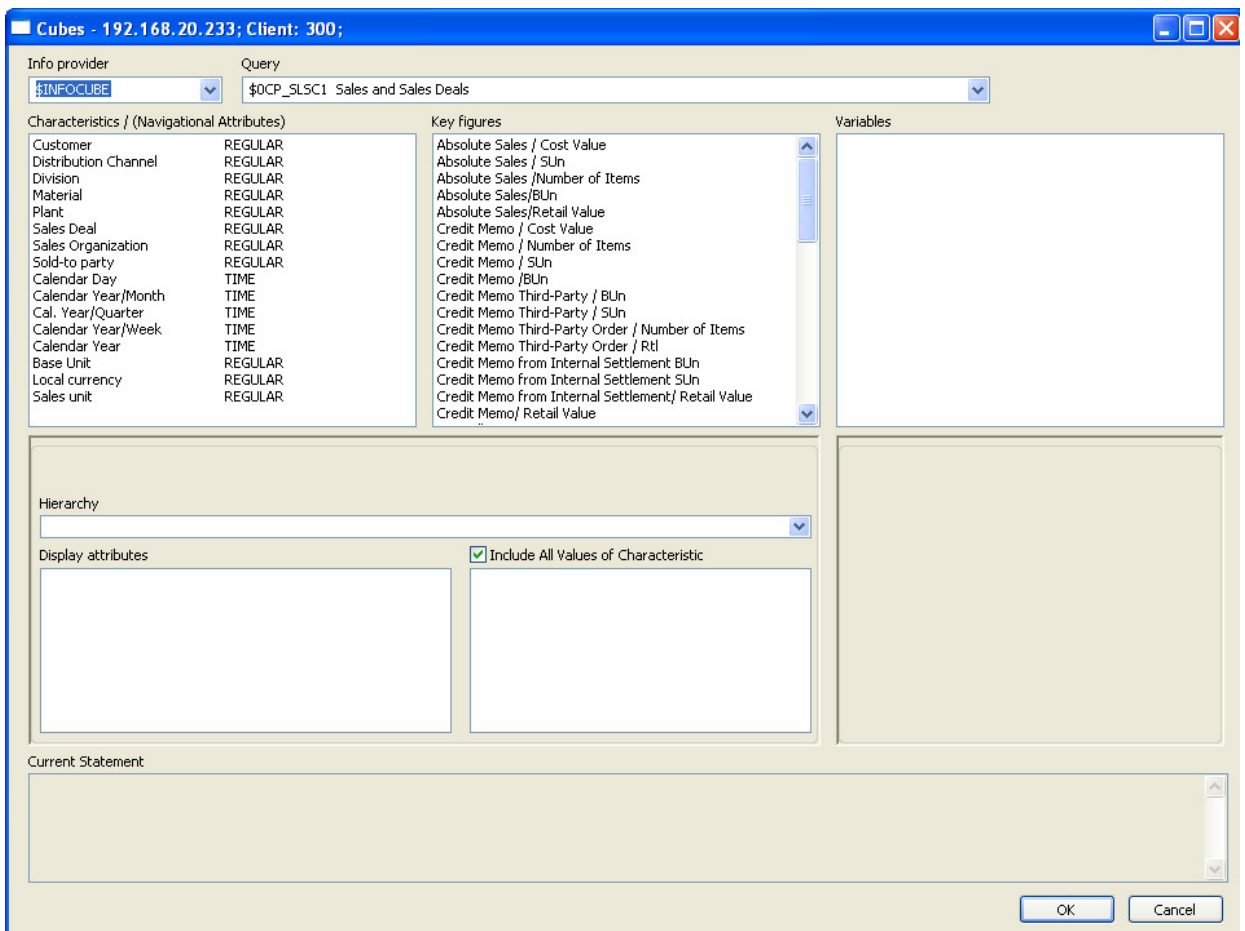 Cubes - 192.168.20.233; Client: 300;
Info provider Query
$INFOCUBE $0CP_SLSC1 Sales and Sales Deals
Characteristics / (Navigational Attributes) Key figures Variables
Customer REGULAR
Distribution Channel REGULAR
Division REGULAR
Material REGULAR
Plant REGULAR
Sales Deal REGULAR
Sales Organization REGULAR
Sold-to party REGULAR
Calendar Day TIME
Calendar Year/Month TIME
Cal. Year/Quarter TIME
Calendar Year/Week TIME
Calendar Year TIME
Base Unit REGULAR
Local currency REGULAR
Sales unit REGULAR
Absolute Sales / Cost Value
Absolute Sales / SUn
Absolute Sales /Number of Items
Absolute Sales/BUn
Absolute Sales/Retail Value
Credit Memo / Cost Value
Credit Memo / Number of Items
Credit Memo / SUn
Credit Memo /BUn
Credit Memo Third-Party / BUn
Credit Memo Third-Party / SUn
Credit Memo Third-Party Order / Number of Items
Credit Memo Third-Party Order / Rtl
Credit Memo from Internal Settlement BUn
Credit Memo from Internal Settlement SUn
Credit Memo from Internal Settlement/ Retail Value
Credit Memo/ Retail Value
Hierarchy
Display attributes Include All Values of Characteristic
Current Statement
OK Cancel